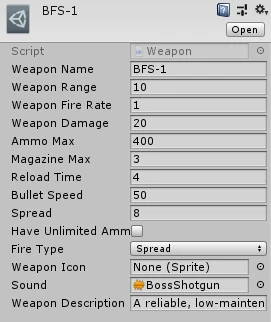 BFS-1
Open
Script Weapon
Weapon Name BFS-1
Weapon Range 10
Weapon Fire Rate 1
Weapon Damage 20
Ammo Max 400
Magazine Max 3
Reload Time 4
Bullet Speed 50
Spread 8
Have Unlimited Amm
Fire Type Spread
Weapon Icon None (Sprite)
Sound BossShotgun
Weapon Description A reliable, low-mainten